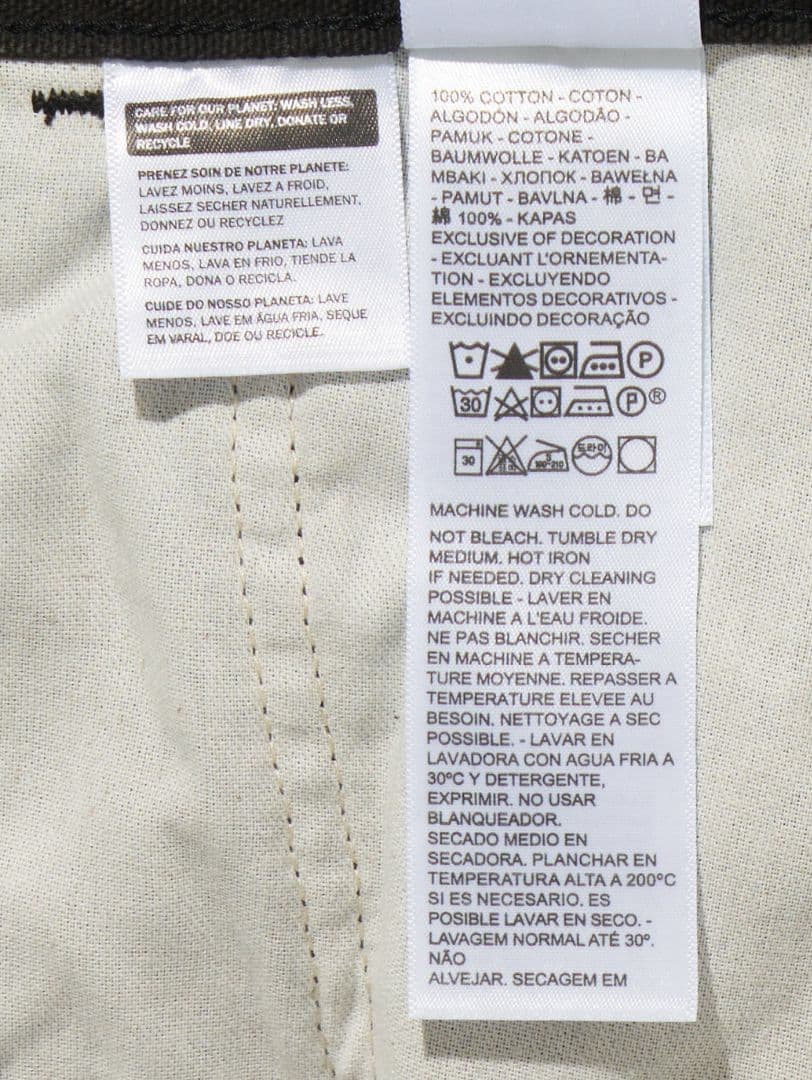 CARE FOR OUR PLANET: WASH LESS,
WASH COLD, LINE DRY, DONATE OR
RECYCLE
PRENEZ SOIN DE NOTRE PLANETE:
LAVEZ MOINS, LAVEZ A FROID,
LAISSEZ SECHER NATURELLEMENT,
DONNEZ OU RECYCLEZ
CUIDA NUESTRO PLANETA: LAVA
MENOS, LAVA EN FRIO, TIENDE LA
ROPA, DONA O RECICLA.
CUIDE DO NOSSO PLANETA: LAVE
MENOS, LAVE EM ÁGUA FRIA, SEQUE
EM VARAL, DOE OU RECICLE.
100% COTTON - COTON -
ALGODÓN - ALGODÃO -
PAMUK - COTONE -
BAUMWOLLE - KATOEN - BA
MBAKI - ХЛОПОК - BAWEŁNA
- PAMUT - BAVLNA - 棉 - 면 -
綿 100% - KAPAS
EXCLUSIVE OF DECORATION
- EXCLUANT L'ORNEMENTA-
TION - EXCLUYENDO
ELEMENTOS DECORATIVOS -
EXCLUINDO DECORAÇÃO
P
30 P ®
30 180-210 드라이
MACHINE WASH COLD. DO
NOT BLEACH. TUMBLE DRY
MEDIUM. HOT IRON
IF NEEDED. DRY CLEANING
POSSIBLE - LAVER EN
MACHINE A L'EAU FROIDE.
NE PAS BLANCHIR. SECHER
EN MACHINE A TEMPERA-
TURE MOYENNE. REPASSER A
TEMPERATURE ELEVEE AU
BESOIN. NETTOYAGE A SEC
POSSIBLE. - LAVAR EN
LAVADORA CON AGUA FRIA A
30ºC Y DETERGENTE,
EXPRIMIR. NO USAR
BLANQUEADOR.
SECADO MEDIO EN
SECADORA. PLANCHAR EN
TEMPERATURA ALTA A 200ºC
SI ES NECESARIO. ES
POSIBLE LAVAR EN SECO. -
LAVAGEM NORMAL ATÉ 30º.
NÃO
ALVEJAR. SECAGEM EM